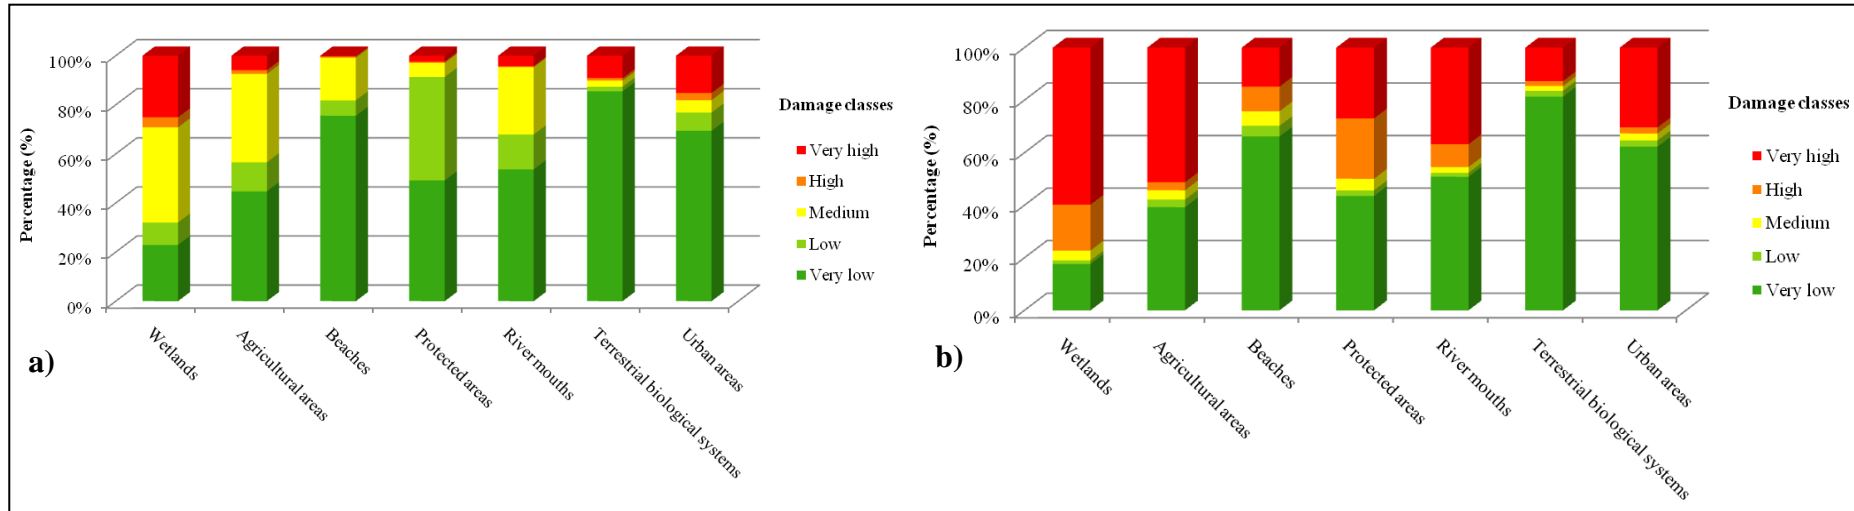 100%
80%
60%
40%
20%
0%
Percentage (%)
Wetlands
Agricultural areas
Beaches
Protected areas
River mouths
Terrestrial biological systems
Urban areas
Damage classes
Very high
High
Medium
Low
Very low
a)
100%
80%
60%
40%
20%
0%
Percentage (%)
Wetlands
Agricultural areas
Beaches
Protected areas
River mouths
Terrestrial biological systems
Urban areas
Damage classes
Very high
High
Medium
Low
Very low
b)